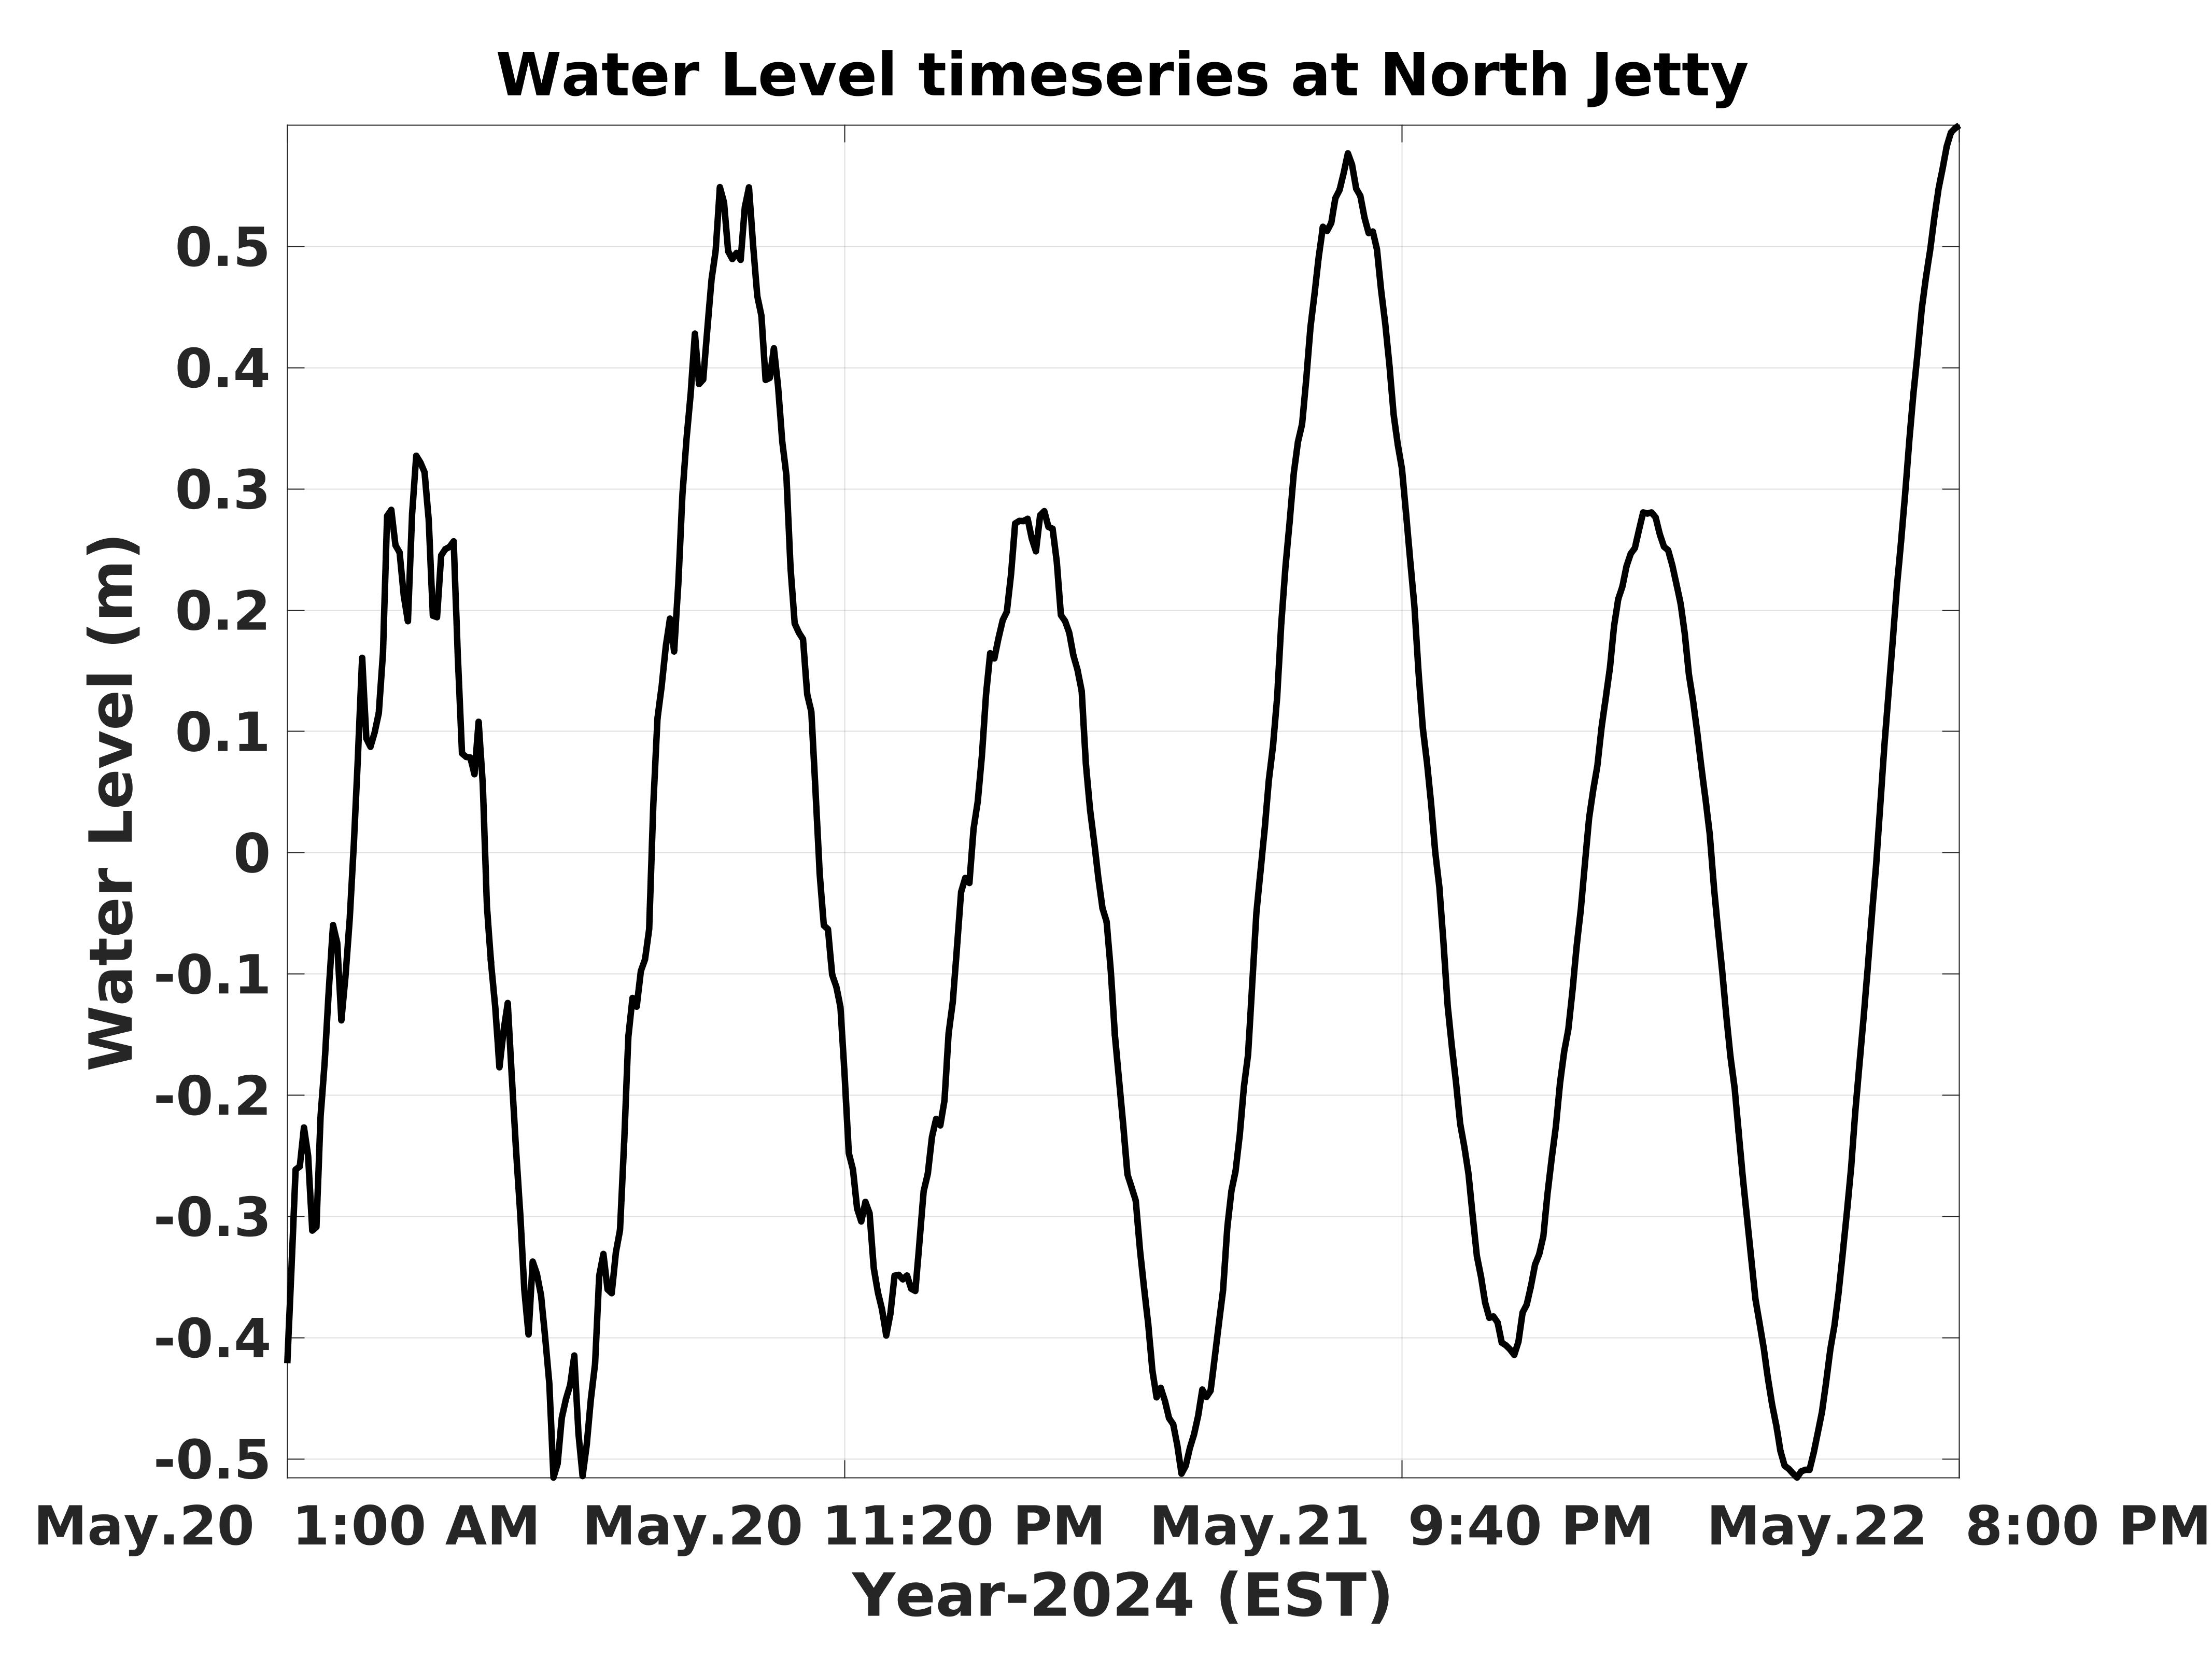 Water Level timeseries at North Jetty
Water Level (m)
0.5
0.4
0.3
0.2
0.1
0
-0.1
-0.2
-0.3
-0.4
-0.5
May.20 1:00 AM May.20 11:20 PM May.21 9:40 PM May.22 8:00 PM
Year-2024 (EST)